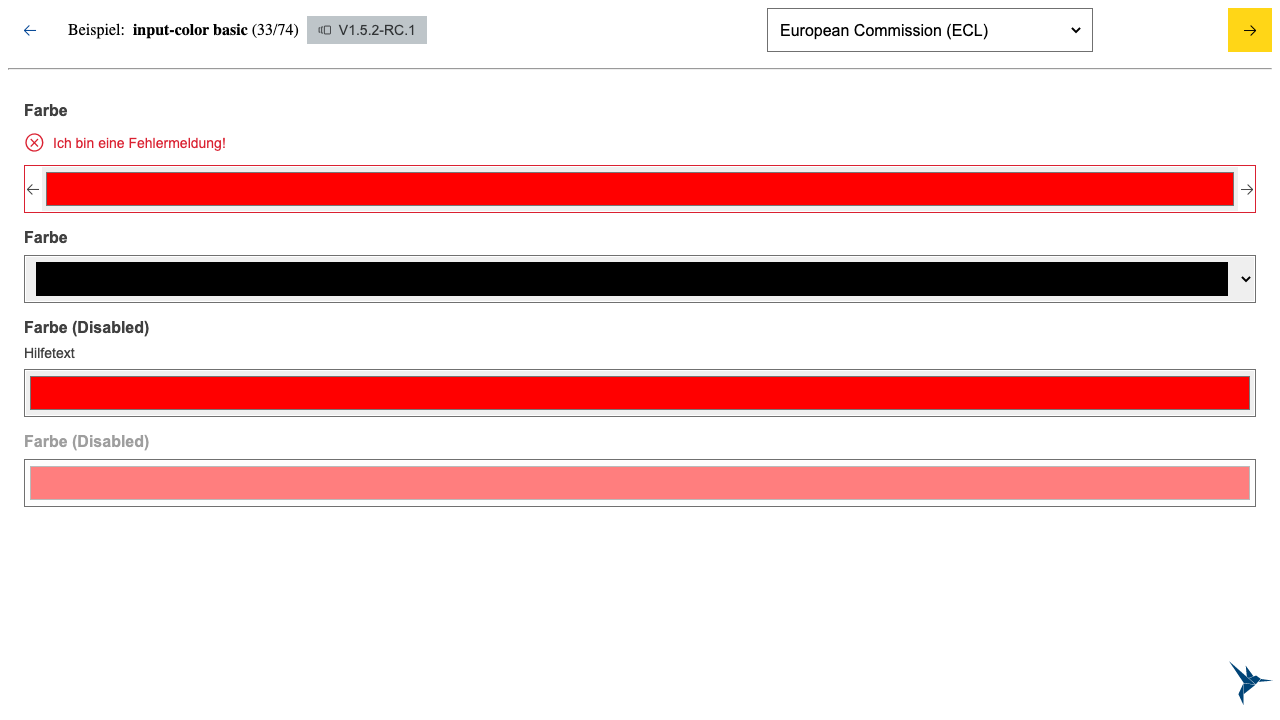 Beispiel: input-color basic (33/74) V1.5.2-RC.1 European Commission (ECL)
Farbe
Ich bin eine Fehlermeldung!
Farbe
Farbe (Disabled)
Hilfetext
Farbe (Disabled)